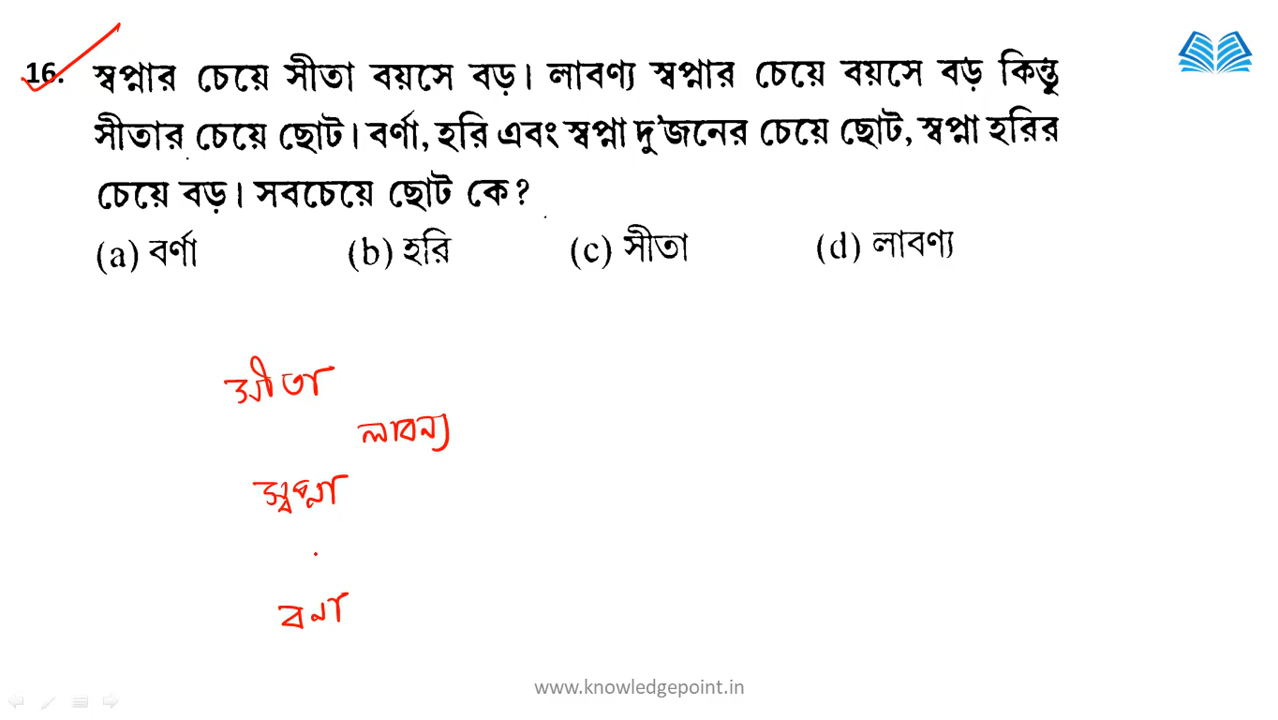 16. স্বপ্নার চেয়ে সীতা বয়সে বড়। লাবণ্য স্বপ্নার চেয়ে বয়সে বড় কিন্তু
সীতার চেয়ে ছোট। বর্ণা, হরি এবং স্বপ্না দু'জনের চেয়ে ছোট, স্বপ্না হরির
চেয়ে বড়। সবচেয়ে ছোট কে?
(a) বর্ণা (b) হরি (c) সীতা (d) লাবণ্য
সীতা
লাবন্য
স্বপ্না
বর্ণা
www.knowledgepoint.in